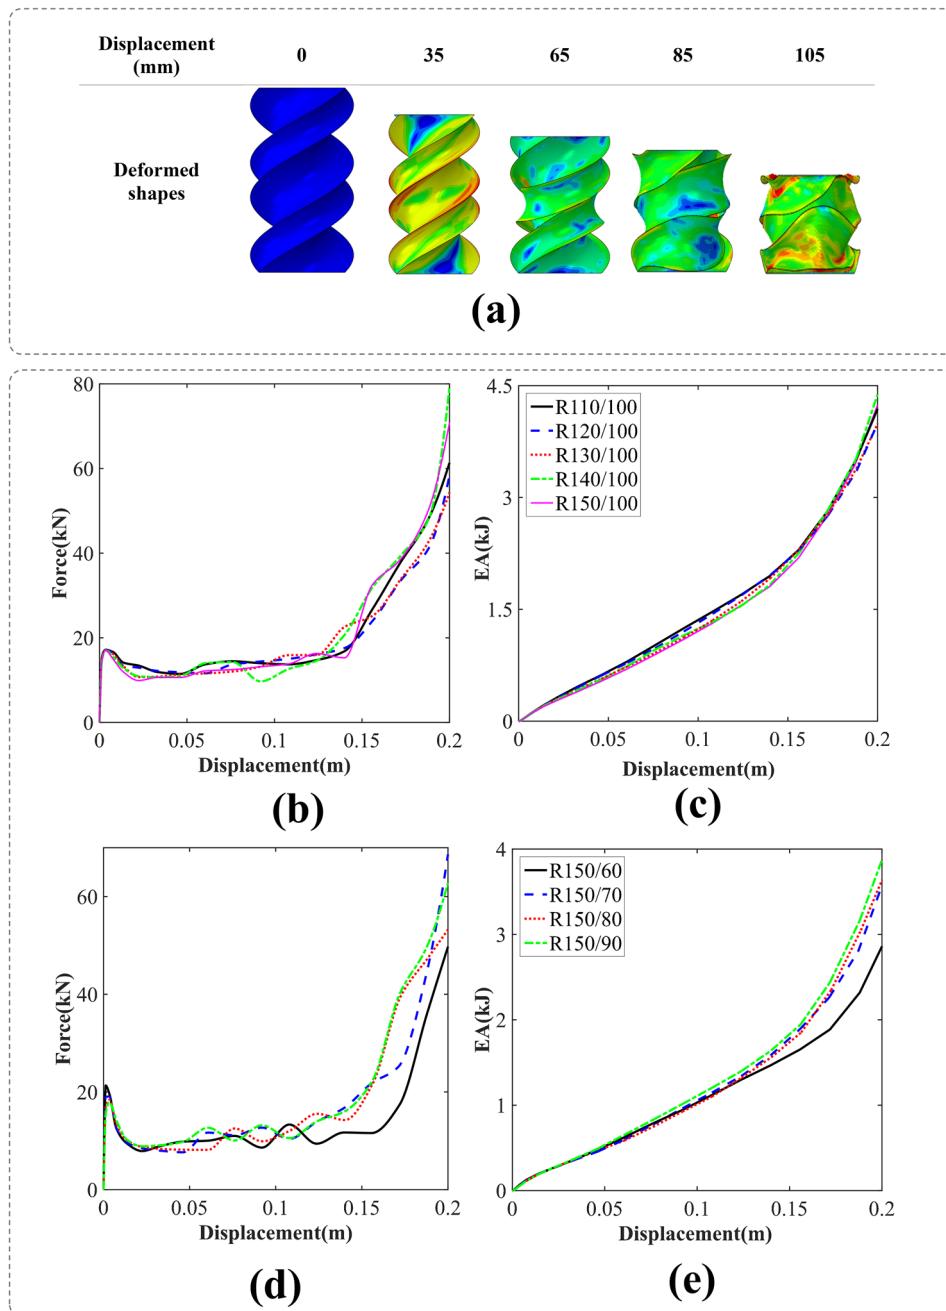 Displacement
(mm)
0
35
65
85
105
Deformed
shapes
(a)
80
60
40
20
0
Force(kN)
0
0.05
0.1
0.15
0.2
Displacement(m)
(b)
4.5
3
1.5
0
EA(kJ)
R110/100
R120/100
R130/100
R140/100
R150/100
0
0.05
0.1
0.15
0.2
Displacement(m)
(c)
60
40
20
0
Force(kN)
0
0.05
0.1
0.15
0.2
Displacement(m)
(d)
4
3
2
1
0
EA(kJ)
R150/60
R150/70
R150/80
R150/90
0
0.05
0.1
0.15
0.2
Displacement(m)
(e)